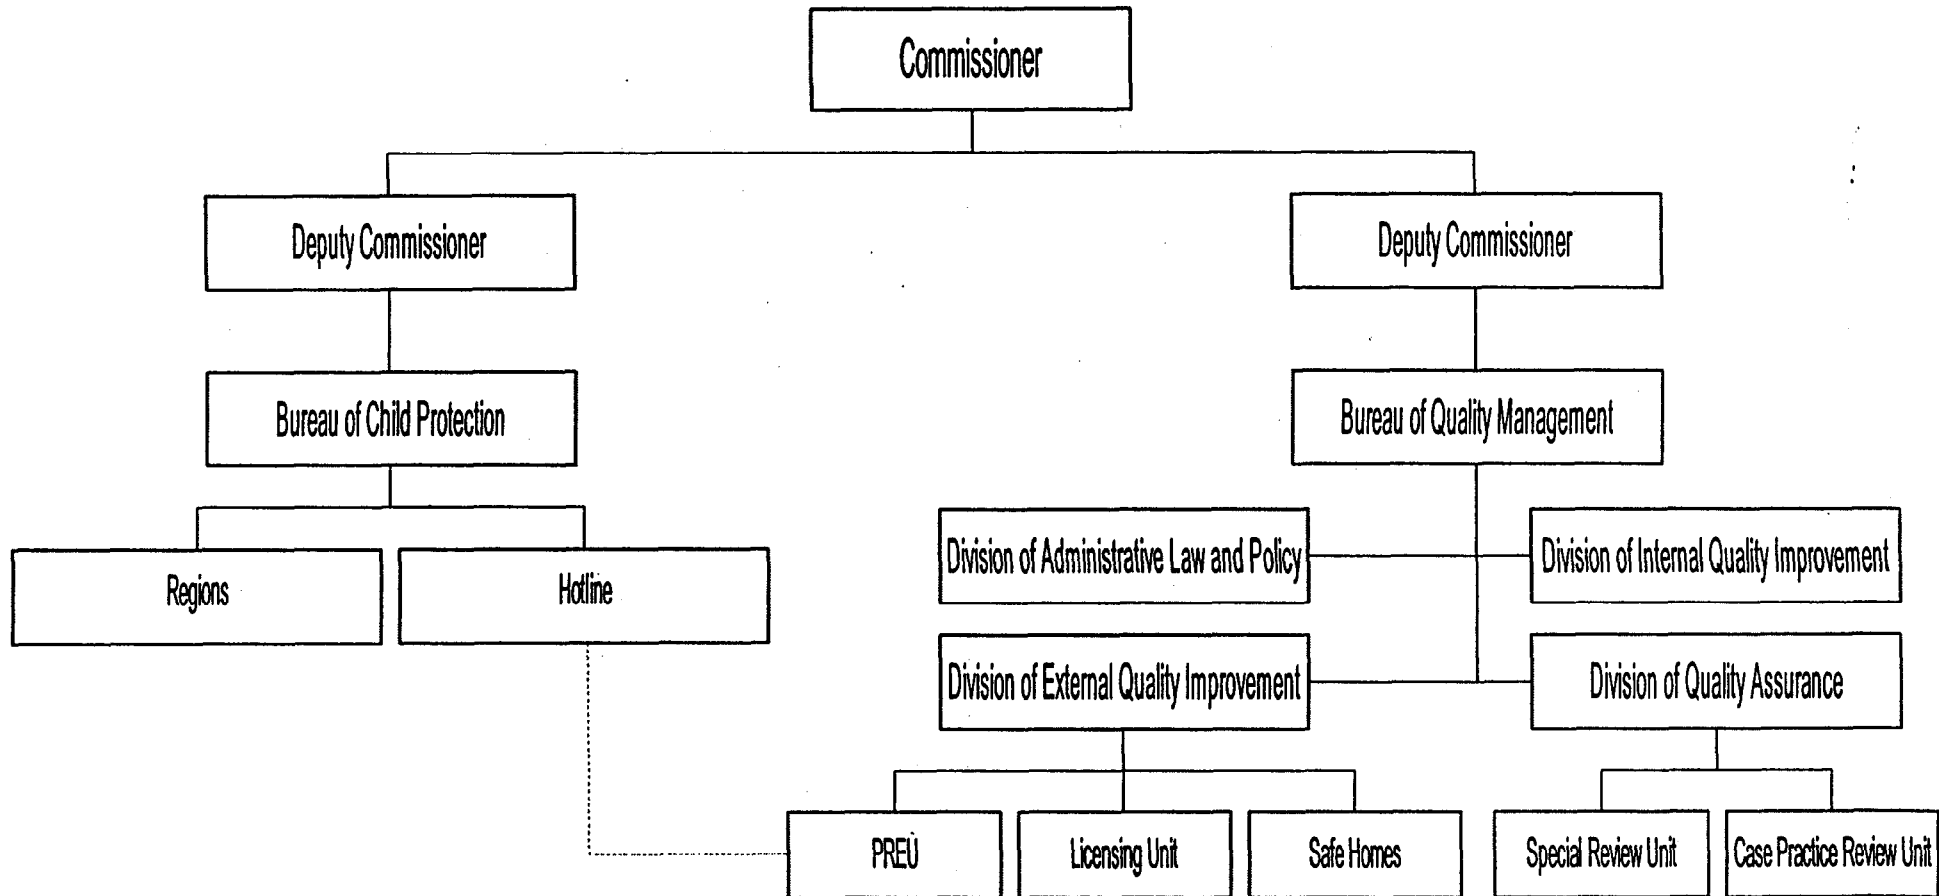 Commissioner
Deputy Commissioner
Deputy Commissioner
Bureau of Child Protection
Bureau of Quality Management
Regions
Hotline
Division of Administrative Law and Policy
Division of Internal Quality Improvement
Division of External Quality Improvement
Division of Quality Assurance
PREU
Licensing Unit
Safe Homes
Special Review Unit
Case Practice Review Unit